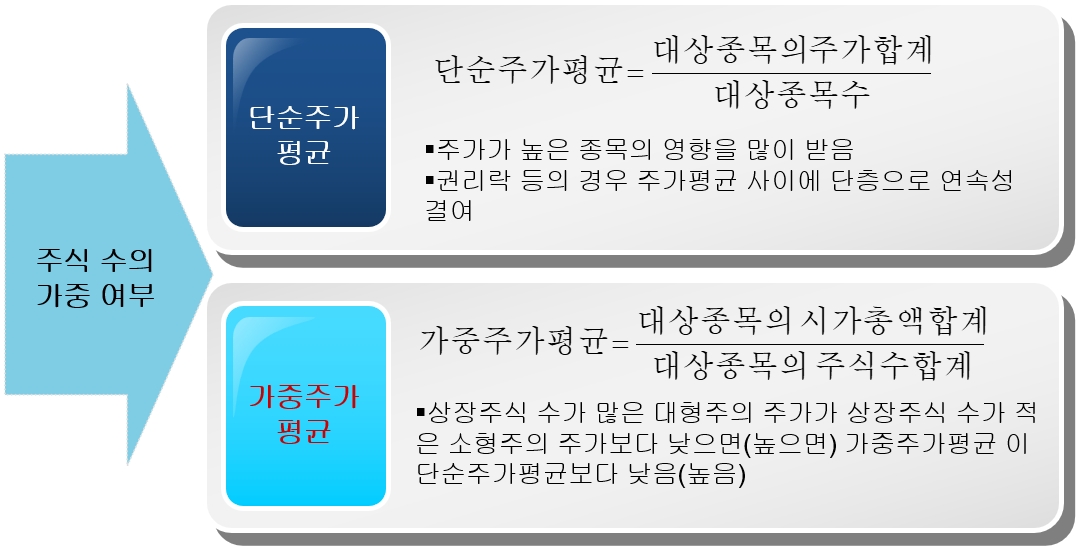 주식 수의
가중 여부
단순주가
평균
단순주가평균=대상종목의주가합계
대상종목수
▪주가가 높은 종목의 영향을 많이 받음
▪권리락 등의 경우 주가평균 사이에 단층으로 연속성
결여
가중주가
평균
가중주가평균=대상종목의 시가총액합계
대상종목의 주식수합계
▪상장주식 수가 많은 대형주의 주가가 상장주식 수가 적
은 소형주의 주가보다 낮으면(높으면) 가중주가평균 이
단순주가평균보다 낮음(높음)